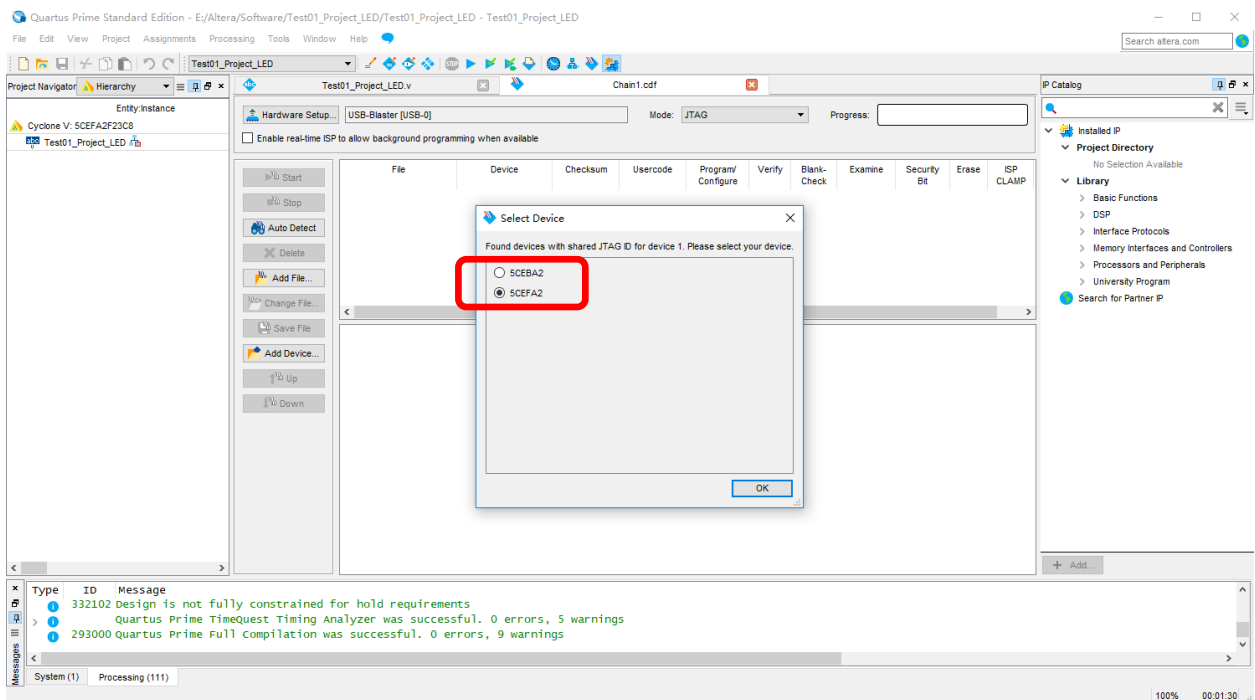 Quartus Prime Standard Edition - E:/Altera/Software/Test01_Project_LED/Test01_Project_LED - Test01_Project_LED
File Edit View Project Assignments Processing Tools Window Help
Search altera.com
Test01_Project_LED
Project Navigator Hierarchy
Test01_Project_LED.v
Chain1.cdf
IP Catalog
Entity:Instance
Cyclone V: 5CEFA2F23C8
Test01_Project_LED
Hardware Setup... USB-Blaster [USB-0] Mode: JTAG Progress:
Enable real-time ISP to allow background programming when available
Start
Stop
Auto Detect
Delete
Add File...
Change File...
Save File
Add Device...
Up
Down
File Device Checksum Usercode Program/ Verify Blank- Examine Security Erase ISP
Configure Check Bit CLAMP
Select Device
Found devices with shared JTAG ID for device 1. Please select your device.
5CEBA2
5CEFA2
OK
Installed IP
Project Directory
No Selection Available
Library
Basic Functions
DSP
Interface Protocols
Memory Interfaces and Controllers
Processors and Peripherals
University Program
Search for Partner IP
+ Add...
Type ID Message
332102 Design is not fully constrained for hold requirements
Quartus Prime TimeQuest Timing Analyzer was successful. 0 errors, 5 warnings
293000 Quartus Prime Full Compilation was successful. 0 errors, 9 warnings
Messages
System (1) Processing (111)
100% 00:01:30